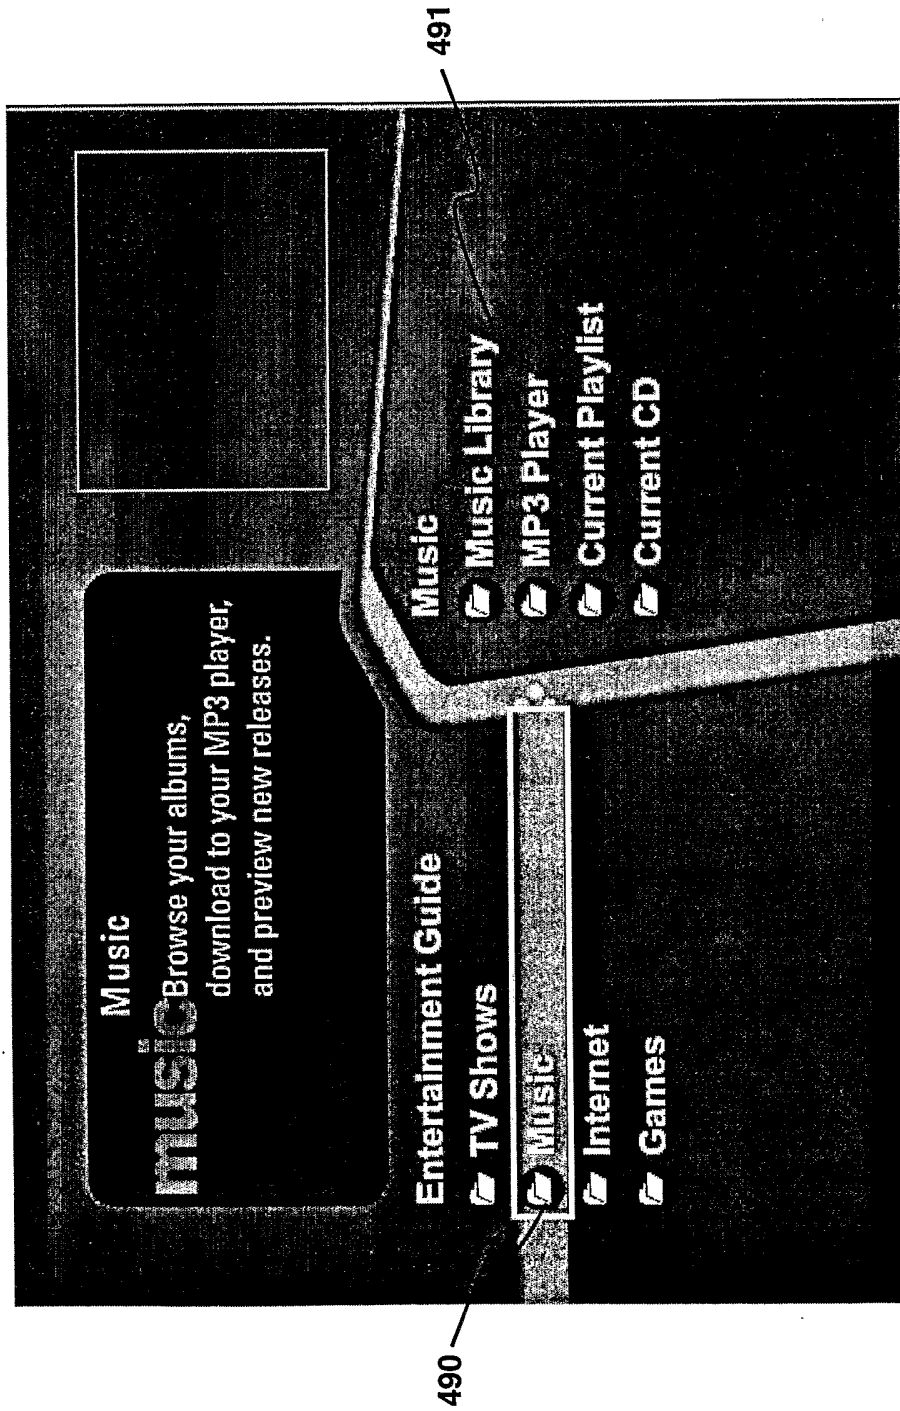 Music
music
Browse your albums,
download to your MP3 player,
and preview new releases.
Entertainment Guide
TV Shows
Music
Internet
Games
Music
Music Library
MP3 Player
Current Playlist
Current CD
490
491